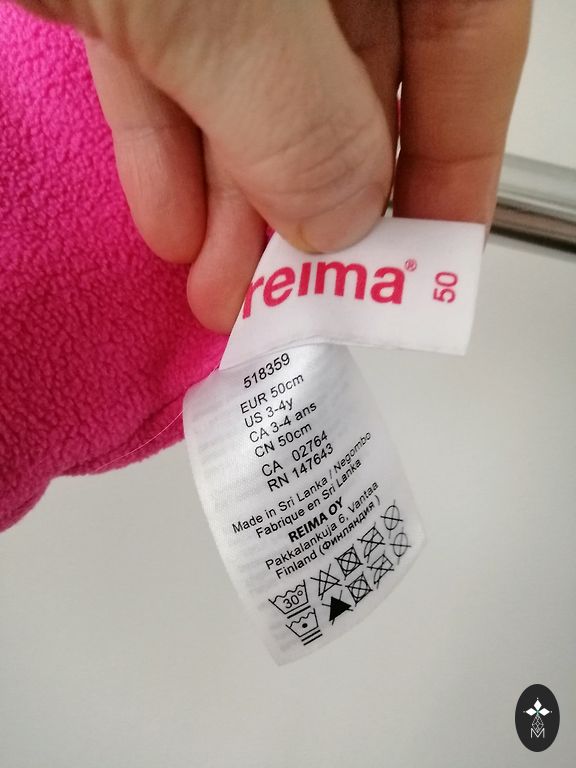 reima®
50
518359
EUR 50cm
US 3-4y
CA 3-4 ans
CN 50cm
CA 02764
RN 147643
Made in Sri Lanka / Negombo
Fabrique en Sri Lanka
REIMA OY
Pakkalankuja 6, Vantaa
Finland (Финляндия)
30°
M